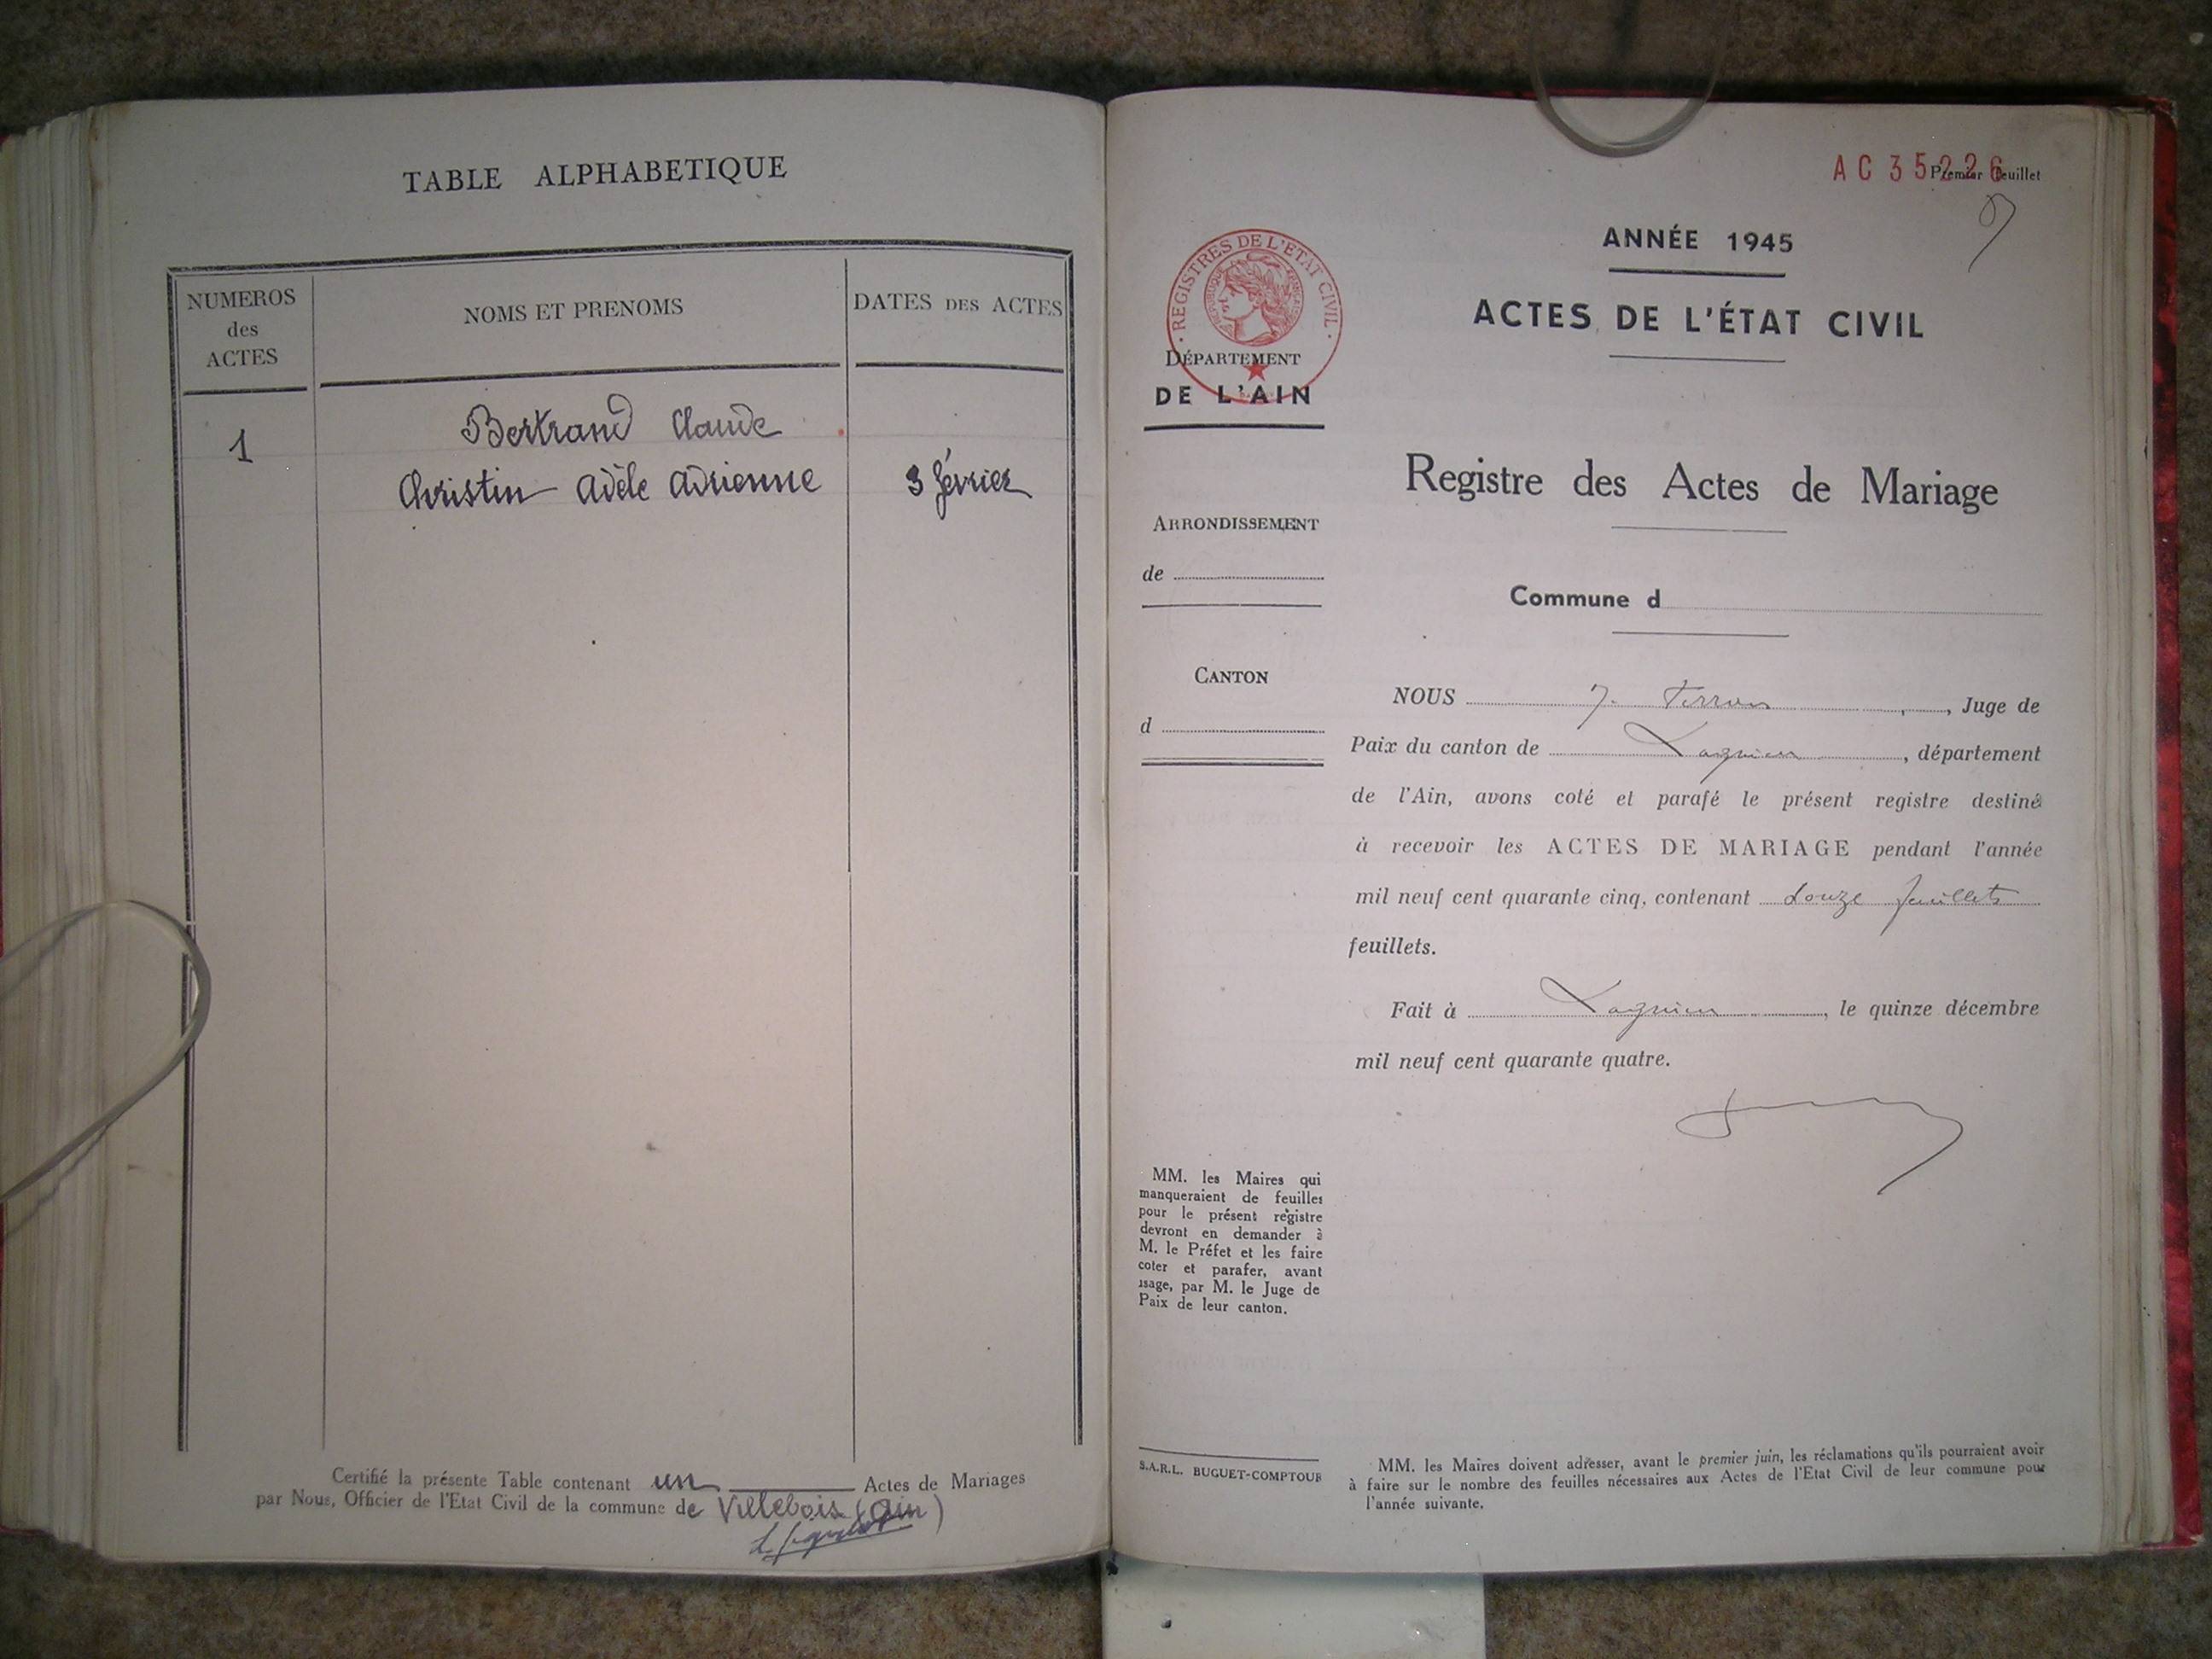 TABLE ALPHABETIQUE
NUMEROS
des
ACTES
NOMS ET PRENOMS
DATES DES ACTES
1
Bertrand Claude
Christin Adèle Adrienne
3 février
Certifié la présente Table contenant un Actes de Mariages
par Nous, Officier de l'Etat Civil de la commune de Villebois (Ain)
AC 35226
Premier feuillet
REGISTRES DE L'ETAT CIVIL
DÉPARTEMENT
DE L'AIN
ANNÉE 1945
ACTES DE L'ÉTAT CIVIL
Registre des Actes de Mariage
ARRONDISSEMENT
de
Commune d
CANTON
d
NOUS J. , Juge de
Paix du canton de Lagnieu , département
de l'Ain, avons coté et parafé le présent registre destiné
à recevoir les ACTES DE MARIAGE pendant l'année
mil neuf cent quarante cinq, contenant douze feuillets
feuillets.
Fait à Lagnieu , le quinze décembre
mil neuf cent quarante quatre.
MM. les Maires qui
manqueraient de feuilles
pour le présent registre
devront en demander à
M. le Préfet et les faire
coter et parafer, avant
usage, par M. le Juge de
Paix de leur canton.
S.A.R.L. BUGUET-COMPTOUR
MM. les Maires doivent adresser, avant le premier juin, les réclamations qu'ils pourraient avoir
à faire sur le nombre des feuilles nécessaires aux Actes de l'Etat Civil de leur commune pour
l'année suivante.